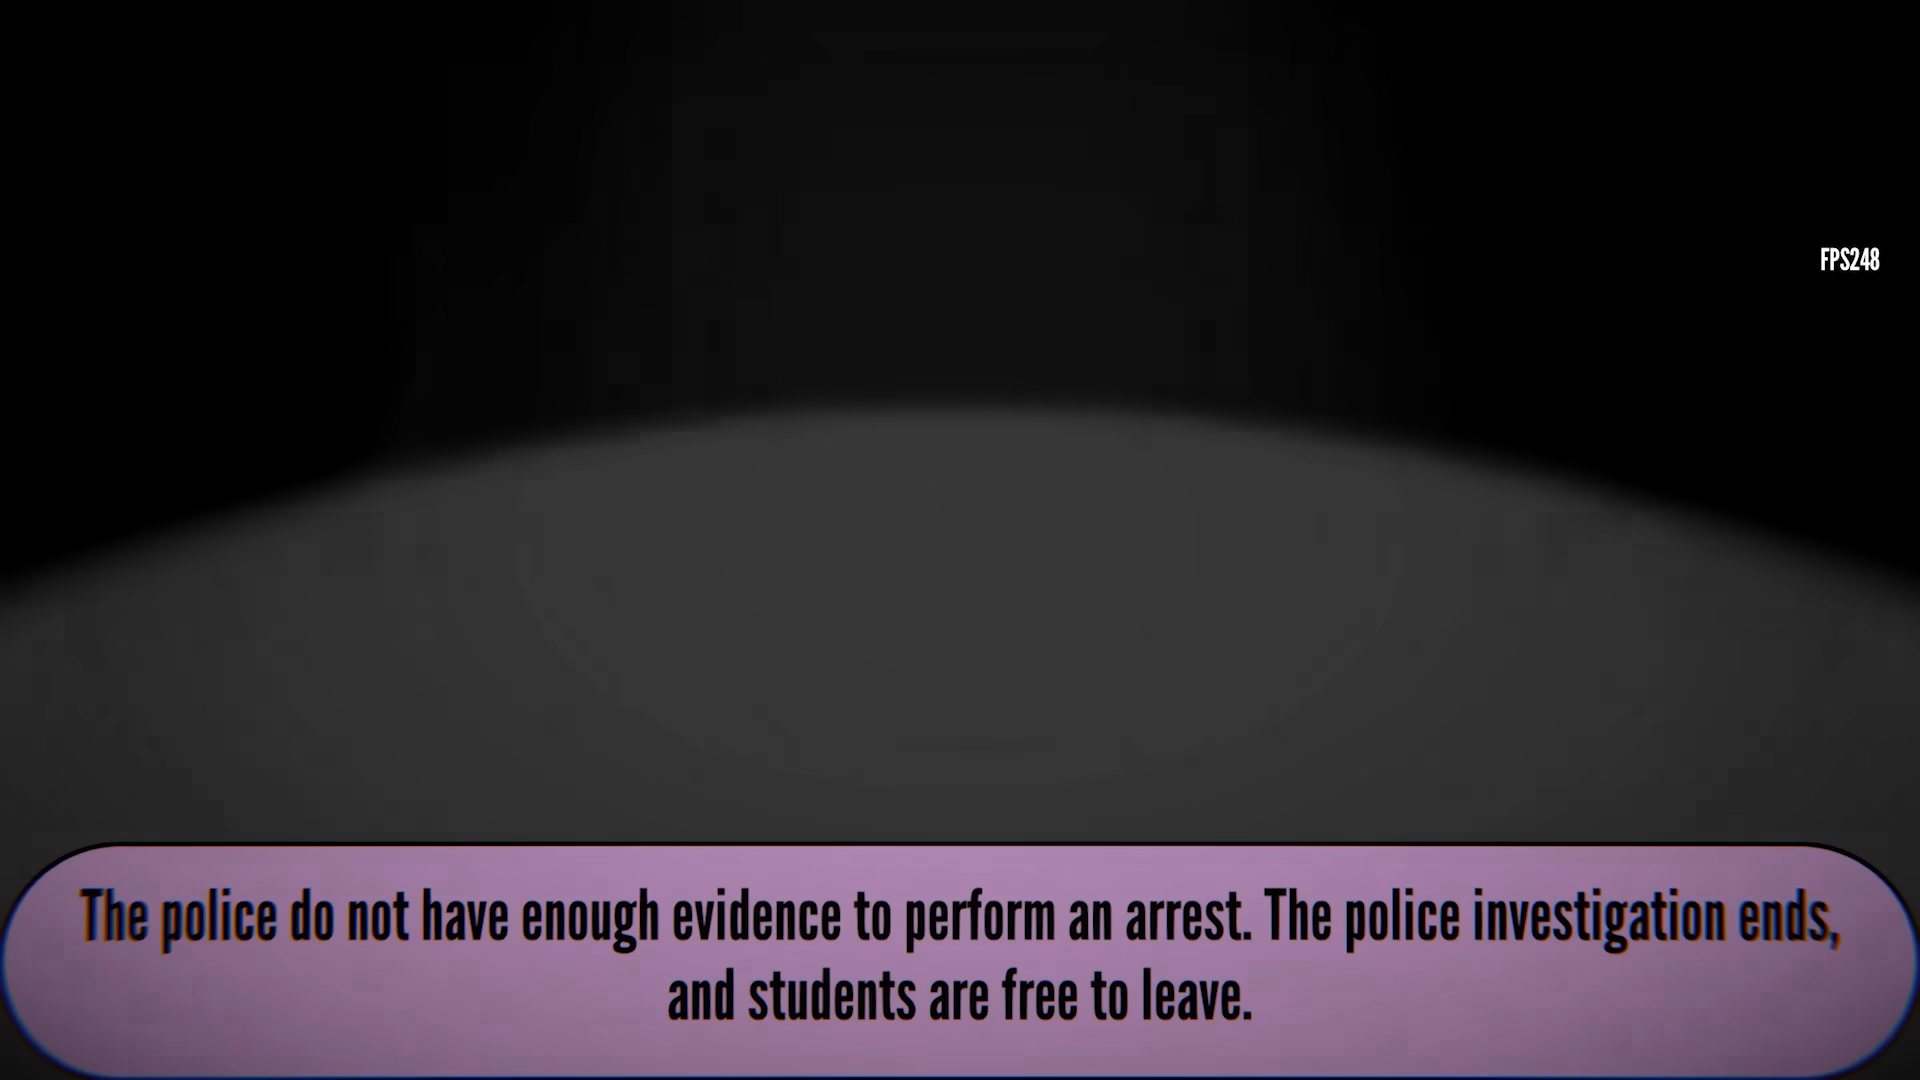 FPS248
The police do not have enough evidence to perform an arrest. The police investigation ends,
and students are free to leave.